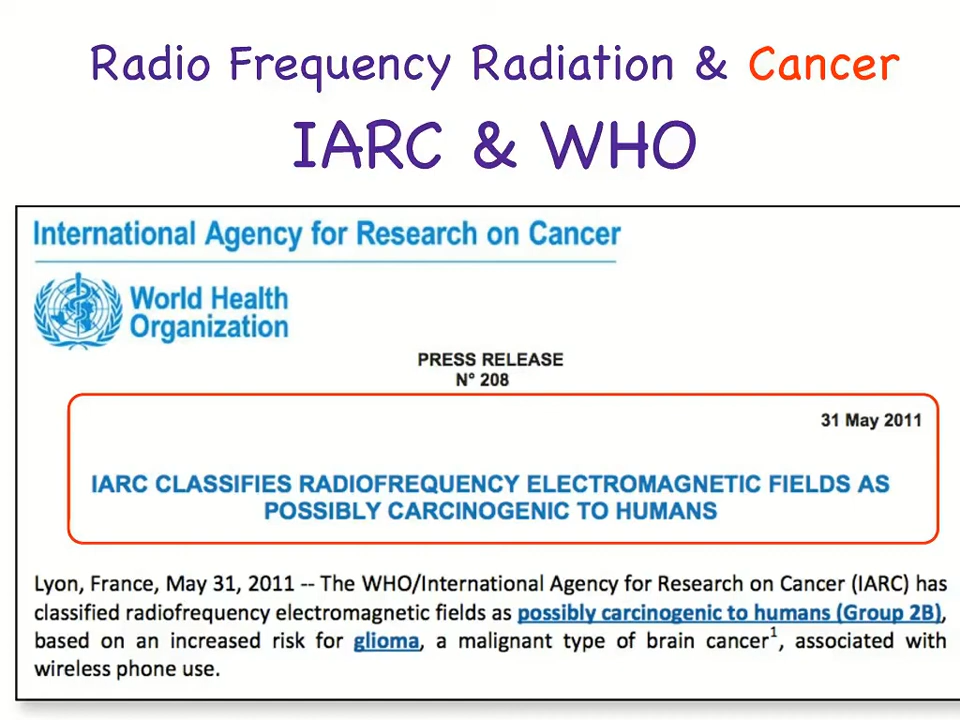 Radio Frequency Radiation & Cancer
IARC & WHO
International Agency for Research on Cancer
World Health
Organization
PRESS RELEASE
N° 208
31 May 2011
IARC CLASSIFIES RADIOFREQUENCY ELECTROMAGNETIC FIELDS AS
POSSIBLY CARCINOGENIC TO HUMANS
Lyon, France, May 31, 2011 -- The WHO/International Agency for Research on Cancer (IARC) has
classified radiofrequency electromagnetic fields as possibly carcinogenic to humans (Group 2B),
based on an increased risk for glioma, a malignant type of brain cancer¹, associated with
wireless phone use.